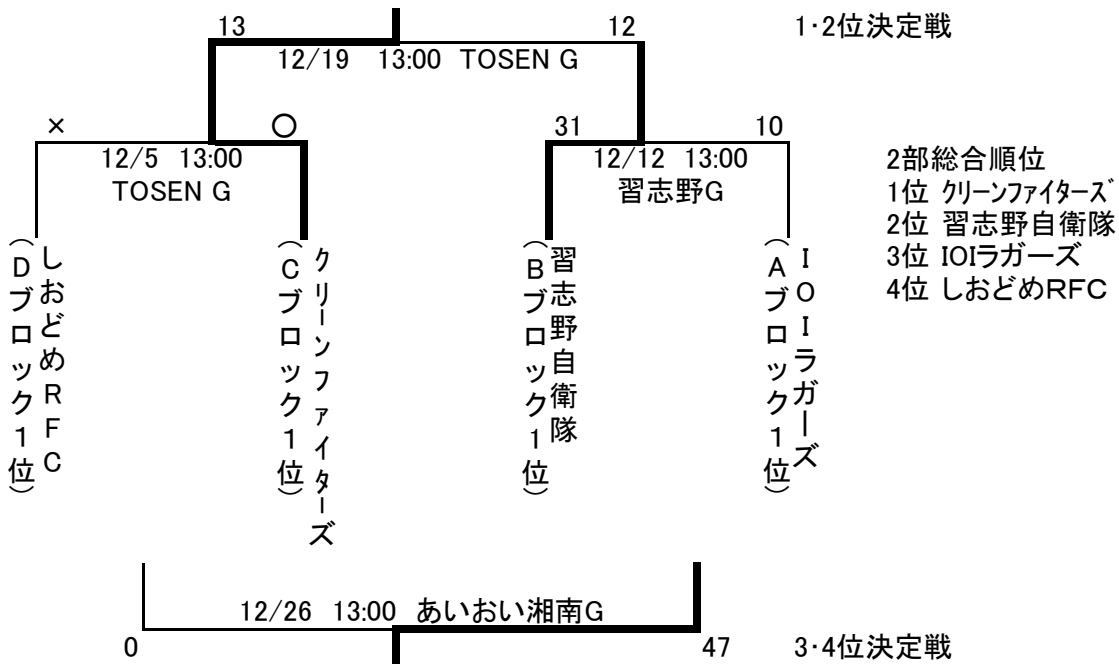 13
12
1・2位決定戦
12/19 13:00 TOSEN G
×
○
31
10
12/5 13:00
TOSEN G
12/12 13:00
習志野G
2部総合順位
1位 クリーンファイターズ
2位 習志野自衛隊
3位 IOIラガーズ
4位 しおどめRFC
しおどめRFC
（Dブロック1位）
クリーンファイターズ
（Cブロック1位）
習志野自衛隊
（Bブロック1位）
IOIラガーズ
（Aブロック1位）
12/26 13:00 あいおい湘南G
0
47
3・4位決定戦